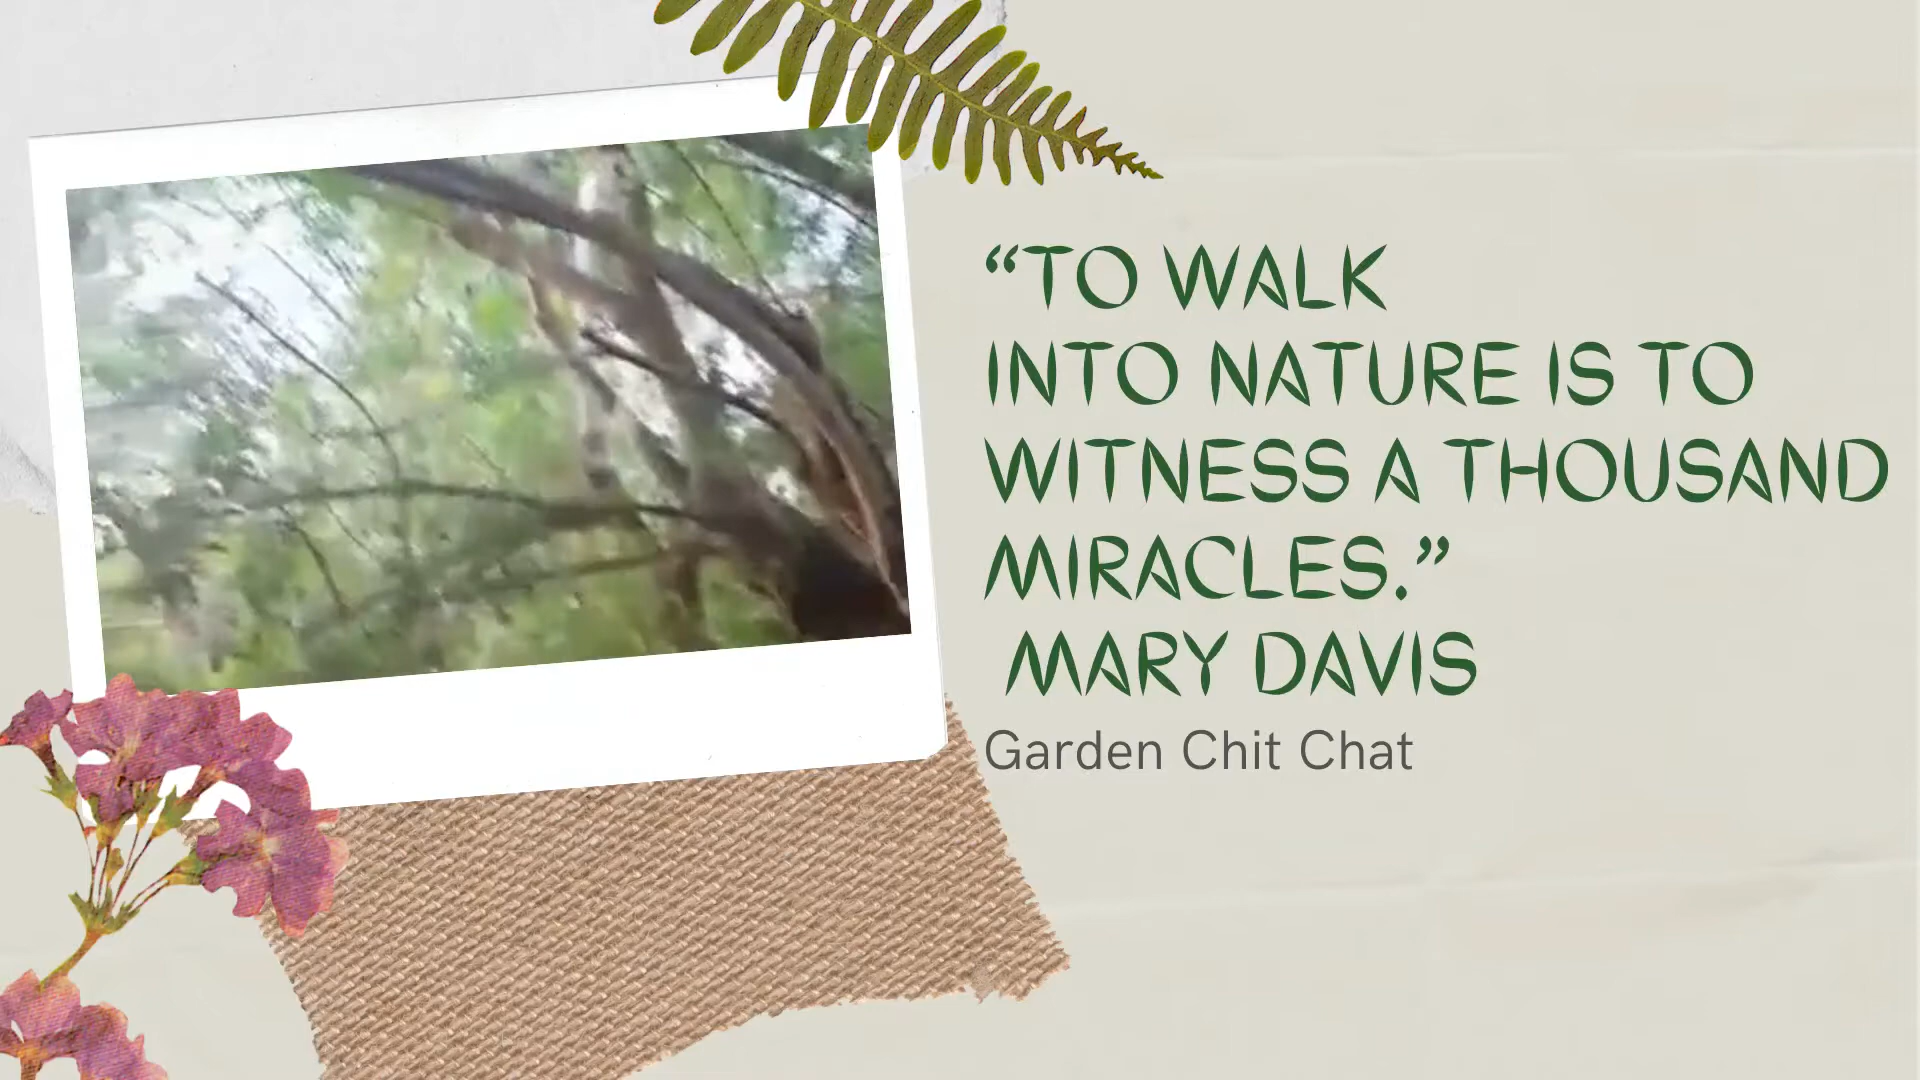 “TO WALK
INTO NATURE IS TO
WITNESS A THOUSAND
MIRACLES.”
MARY DAVIS
Garden Chit Chat